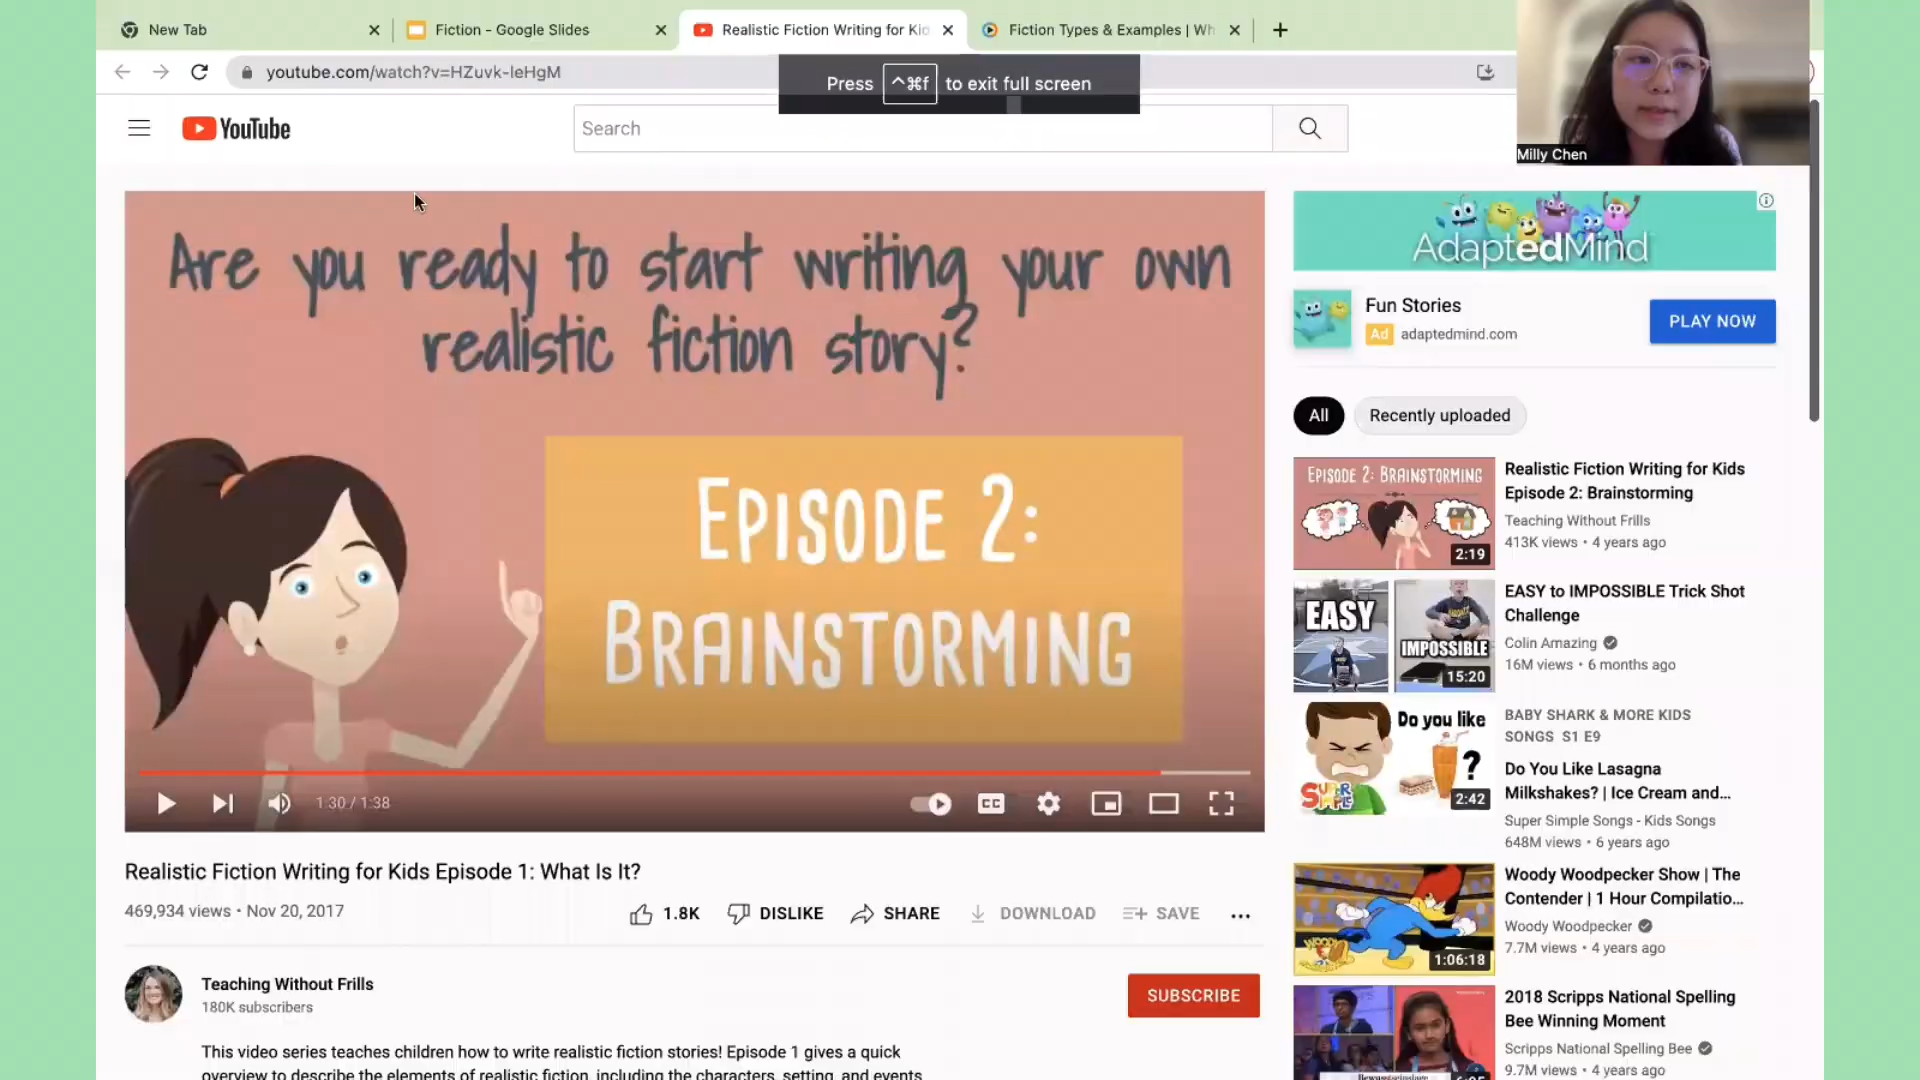 New Tab
Fiction - Google Slides
Realistic Fiction Writing for Kid
Fiction Types & Examples | Wh
youtube.com/watch?v=HZuvk-IeHgM
Press ^⌘f to exit full screen
Milly Chen
YouTube
Search
Are you ready to start writing your own
realistic fiction story?
EPISODE 2:
BRAINSTORMING
1:30 / 1:38
CC
Realistic Fiction Writing for Kids Episode 1: What Is It?
469,934 views • Nov 20, 2017
1.8K
DISLIKE
SHARE
DOWNLOAD
SAVE
Teaching Without Frills
180K subscribers
SUBSCRIBE
This video series teaches children how to write realistic fiction stories! Episode 1 gives a quick
overview to describe the elements of realistic fiction, including the characters, setting, and events
AdaptedMind
Fun Stories
Ad adaptedmind.com
PLAY NOW
All
Recently uploaded
EPISODE 2: BRAINSTORMING
2:19
Realistic Fiction Writing for Kids
Episode 2: Brainstorming
Teaching Without Frills
413K views • 4 years ago
EASY
IMPOSSIBLE
15:20
EASY to IMPOSSIBLE Trick Shot
Challenge
Colin Amazing
16M views • 6 months ago
Do you like
?
SUPER SIMPLE
2:42
BABY SHARK & MORE KIDS
SONGS S1 E9
Do You Like Lasagna
Milkshakes? | Ice Cream and...
Super Simple Songs - Kids Songs
648M views • 6 years ago
WOODY
1:06:18
Woody Woodpecker Show | The
Contender | 1 Hour Compilatio...
Woody Woodpecker
7.7M views • 4 years ago
2018 Scripps National Spelling
Bee Winning Moment
Scripps National Spelling Bee
9.7M views • 4 years ago